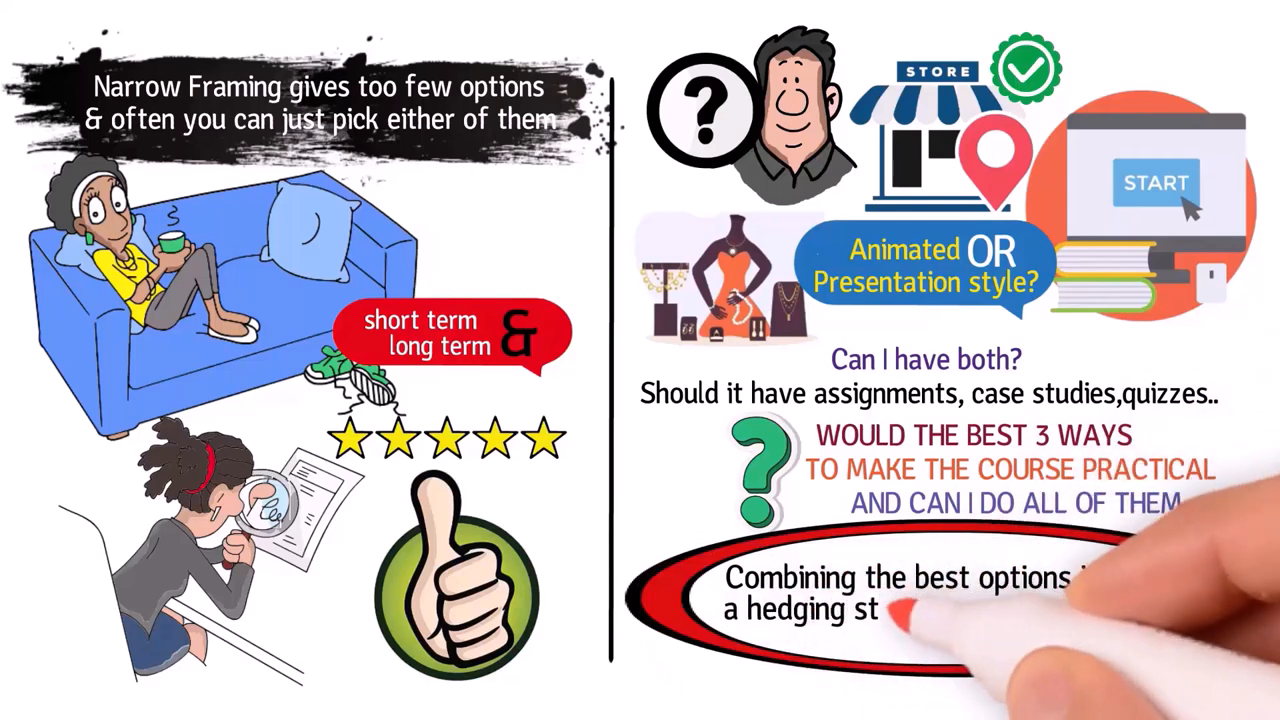 Narrow Framing gives too few options
& often you can just pick either of them
short term
long term &
?
STORE
START
Animated OR
Presentation style?
Can I have both?
Should it have assignments, case studies,quizzes..
? WOULD THE BEST 3 WAYS
TO MAKE THE COURSE PRACTICAL
AND CAN I DO ALL OF THEM
Combining the best options
a hedging st